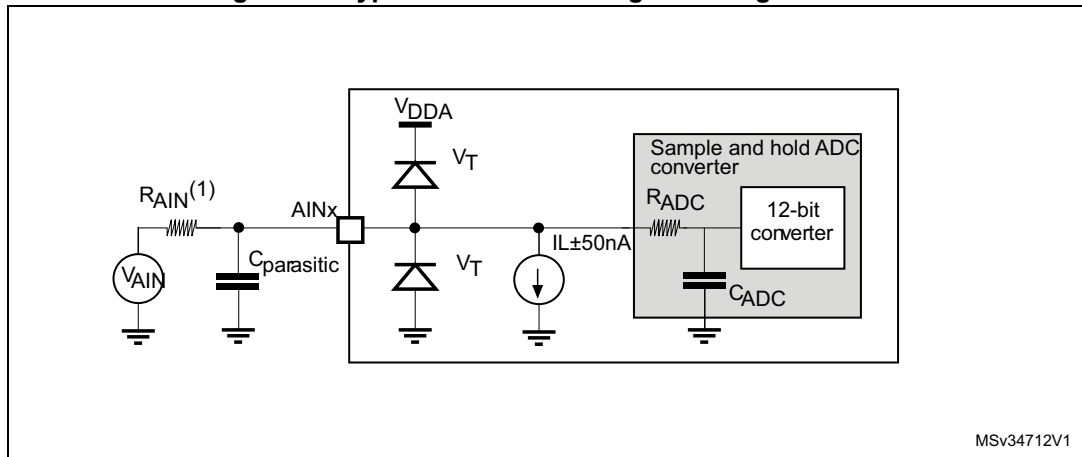 VDDA
VT
Sample and hold ADC
converter
RAIN(1)
AINx
RADC
12-bit
converter
IL±50nA
VAIN
Cparasitic
VT
CADC
MSv34712V1